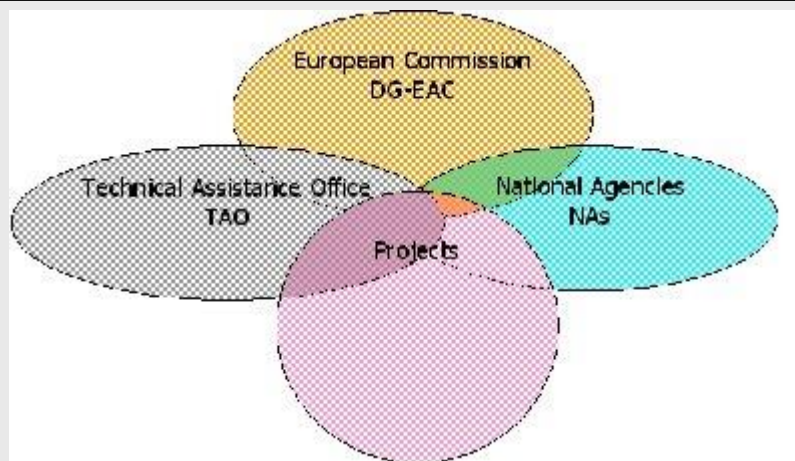 European Commission
DG-EAC
Technical Assistance Office
TAO
National Agencies
NAs
Projects